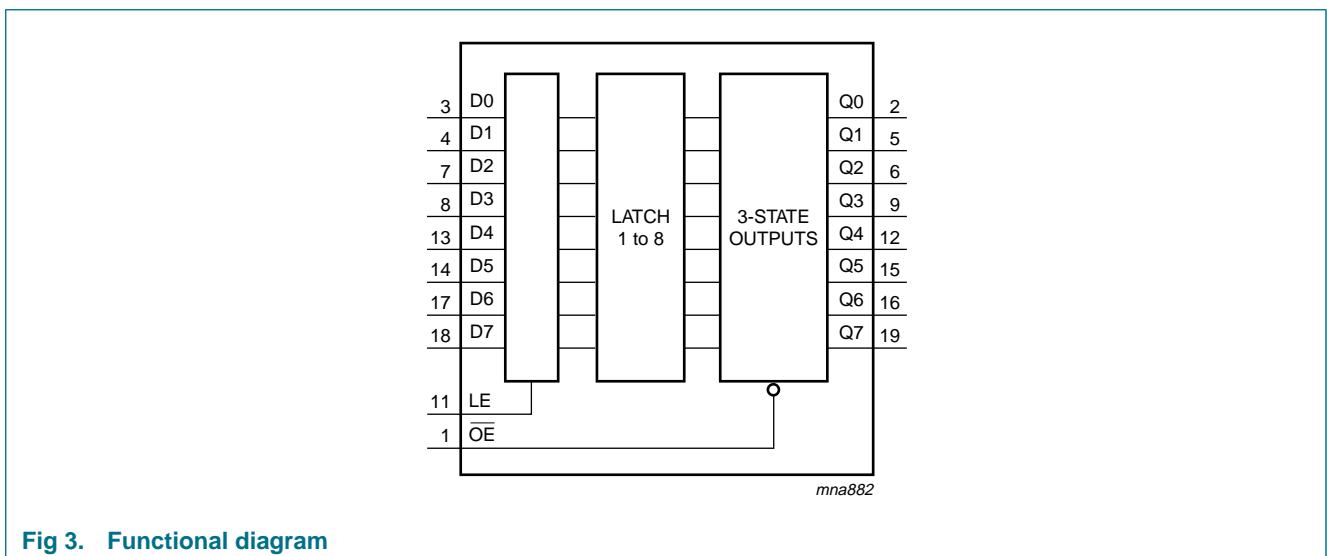 3 D0 Q0 2
4 D1 Q1 5
7 D2 Q2 6
8 D3 Q3 9
LATCH
1 to 8
3-STATE
OUTPUTS
13 D4 Q4 12
14 D5 Q5 15
17 D6 Q6 16
18 D7 Q7 19
11 LE
1 OE
mna882
Fig 3. Functional diagram